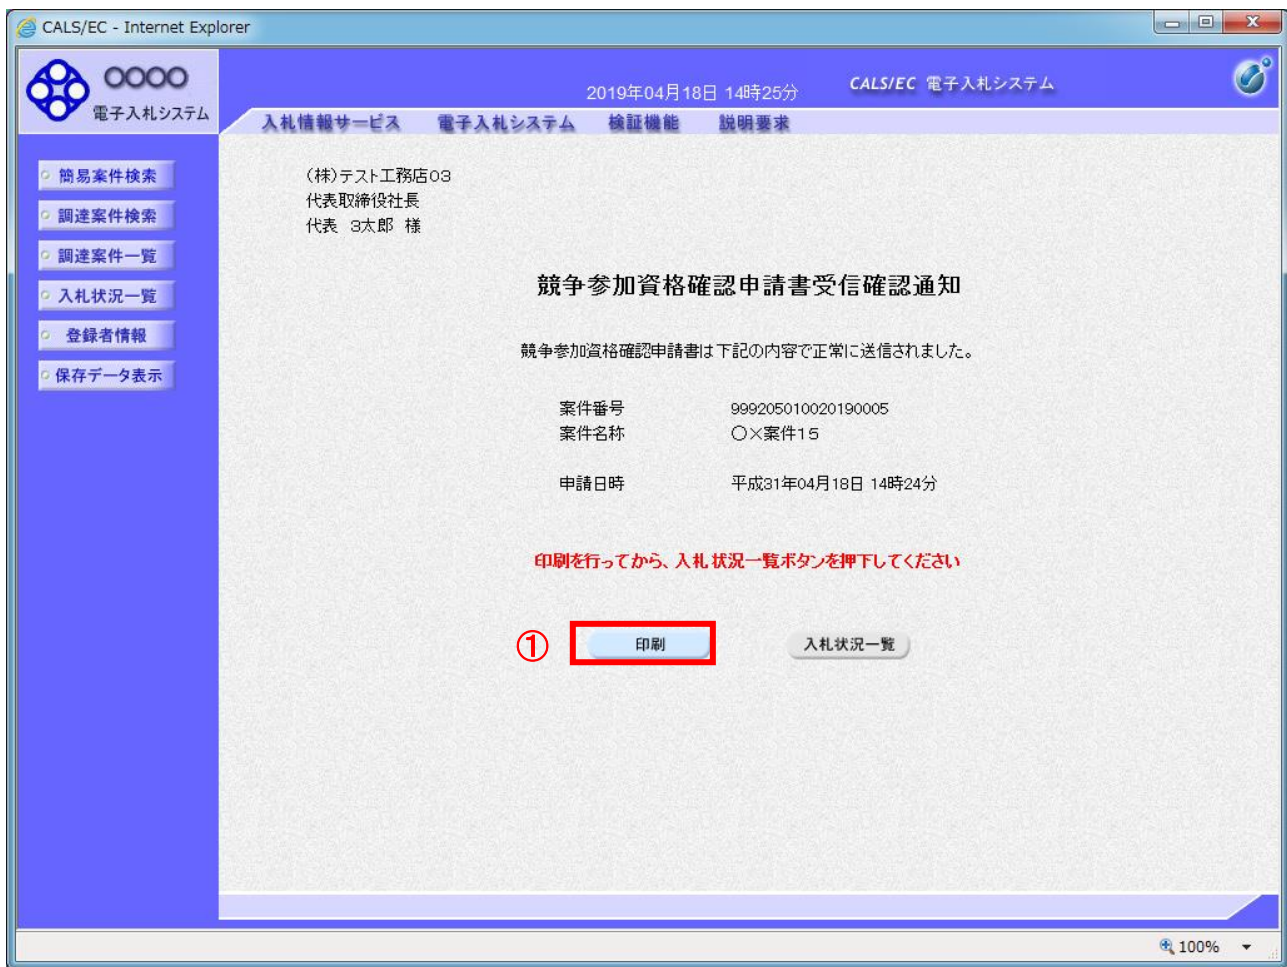 CALS/EC - Internet Explorer
〇〇〇〇
電子入札システム
2019年04月18日 14時25分
CALS/EC 電子入札システム
入札情報サービス 電子入札システム 検証機能 説明要求
簡易案件検索
調達案件検索
調達案件一覧
入札状況一覧
登録者情報
保存データ表示
(株)テスト工務店03
代表取締役社長
代表 3太郎 様
競争参加資格確認申請書受信確認通知
競争参加資格確認申請書は下記の内容で正常に送信されました。
案件番号 999205010020190005
案件名称 〇×案件15
申請日時 平成31年04月18日 14時24分
印刷を行ってから、入札状況一覧ボタンを押下してください
① 印刷 入札状況一覧
100%